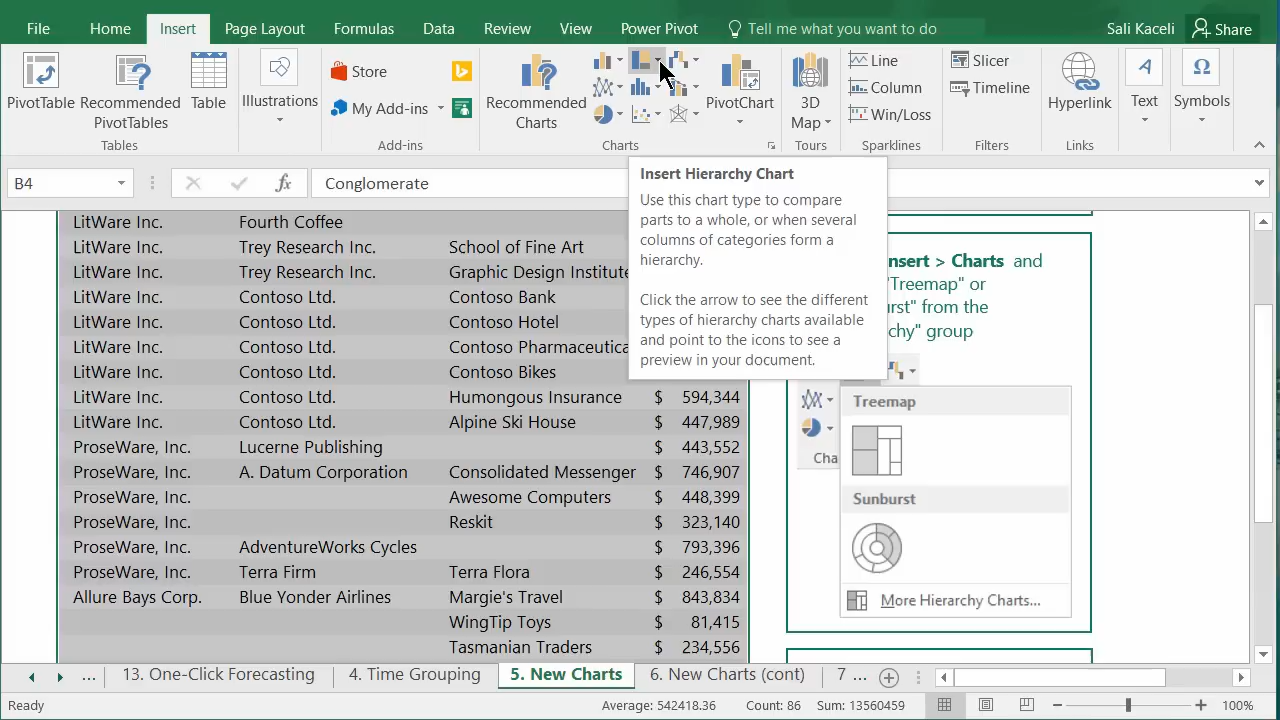 File Home Insert Page Layout Formulas Data Review View Power Pivot Tell me what you want to do Sali Kaceli Share
PivotTable
Recommended
PivotTables
Table
Illustrations
Store
My Add-ins
Recommended
Charts
PivotChart
3D
Map
Line
Column
Win/Loss
Slicer
Timeline
Hyperlink
Text
Symbols
Tables Add-ins Charts Tours Sparklines Filters Links
B4 fx Conglomerate
Insert Hierarchy Chart
Use this chart type to compare
parts to a whole, or when several
columns of categories form a
hierarchy.
Click the arrow to see the different
types of hierarchy charts available
and point to the icons to see a
preview in your document.
LitWare Inc. Fourth Coffee
LitWare Inc. Trey Research Inc. School of Fine Art
LitWare Inc. Trey Research Inc. Graphic Design Institute
LitWare Inc. Contoso Ltd. Contoso Bank
LitWare Inc. Contoso Ltd. Contoso Hotel
LitWare Inc. Contoso Ltd. Contoso Pharmaceutica
LitWare Inc. Contoso Ltd. Contoso Bikes
LitWare Inc. Contoso Ltd. Humongous Insurance $ 594,344
LitWare Inc. Contoso Ltd. Alpine Ski House $ 447,989
ProseWare, Inc. Lucerne Publishing $ 443,552
ProseWare, Inc. A. Datum Corporation Consolidated Messenger $ 746,907
ProseWare, Inc. Awesome Computers $ 448,399
ProseWare, Inc. Reskit $ 323,140
ProseWare, Inc. AdventureWorks Cycles $ 793,396
ProseWare, Inc. Terra Firm Terra Flora $ 246,554
Allure Bays Corp. Blue Yonder Airlines Margie's Travel $ 843,834
WingTip Toys $ 81,415
Tasmanian Traders $ 234,556
nsert > Charts and
"Treemap" or
urst" from the
chy" group
Cha
Treemap
Sunburst
More Hierarchy Charts...
... 13. One-Click Forecasting 4. Time Grouping 5. New Charts 6. New Charts (cont) 7 ...
Ready Average: 542418.36 Count: 86 Sum: 13560459 100%